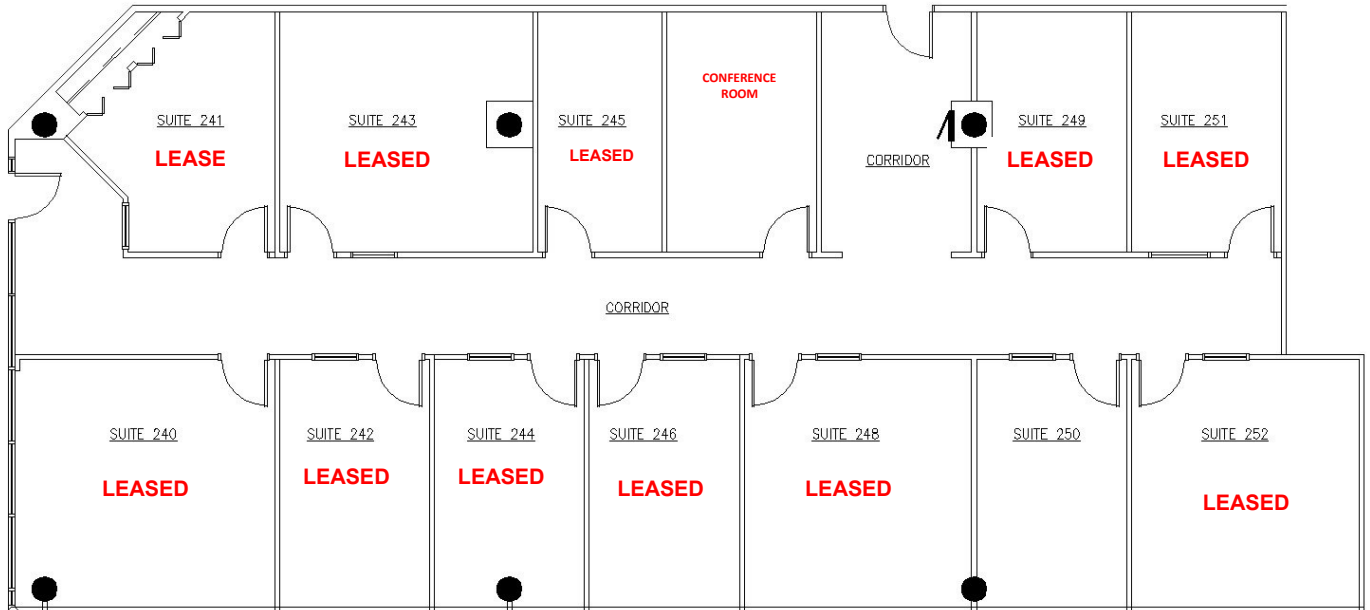 CONFERENCE
ROOM
SUITE 241
LEASE
SUITE 243
LEASED
SUITE 245
LEASED
CORRIDOR
SUITE 249
LEASED
SUITE 251
LEASED
CORRIDOR
SUITE 240
LEASED
SUITE 242
LEASED
SUITE 244
LEASED
SUITE 246
LEASED
SUITE 248
LEASED
SUITE 250
SUITE 252
LEASED